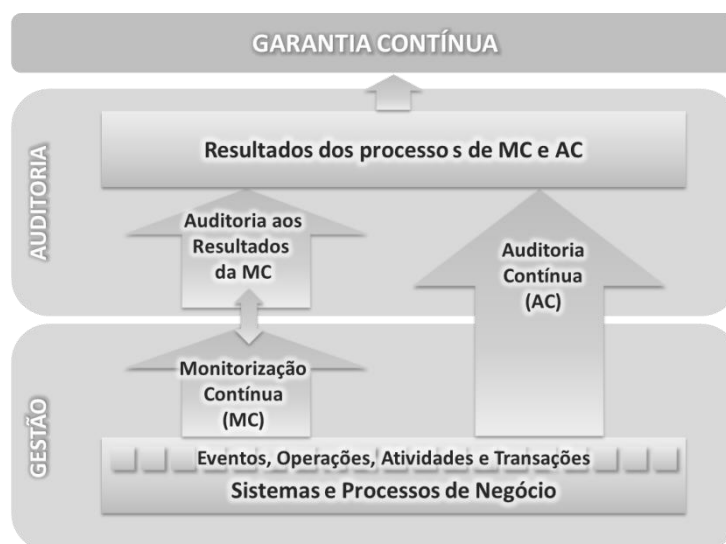 GARANTIA CONTÍNUA
AUDITORIA
Resultados dos processo s de MC e AC
Auditoria aos
Resultados
da MC
Auditoria
Contínua
(AC)
GESTÃO
Monitorização
Contínua
(MC)
Eventos, Operações, Atividades e Transações
Sistemas e Processos de Negócio